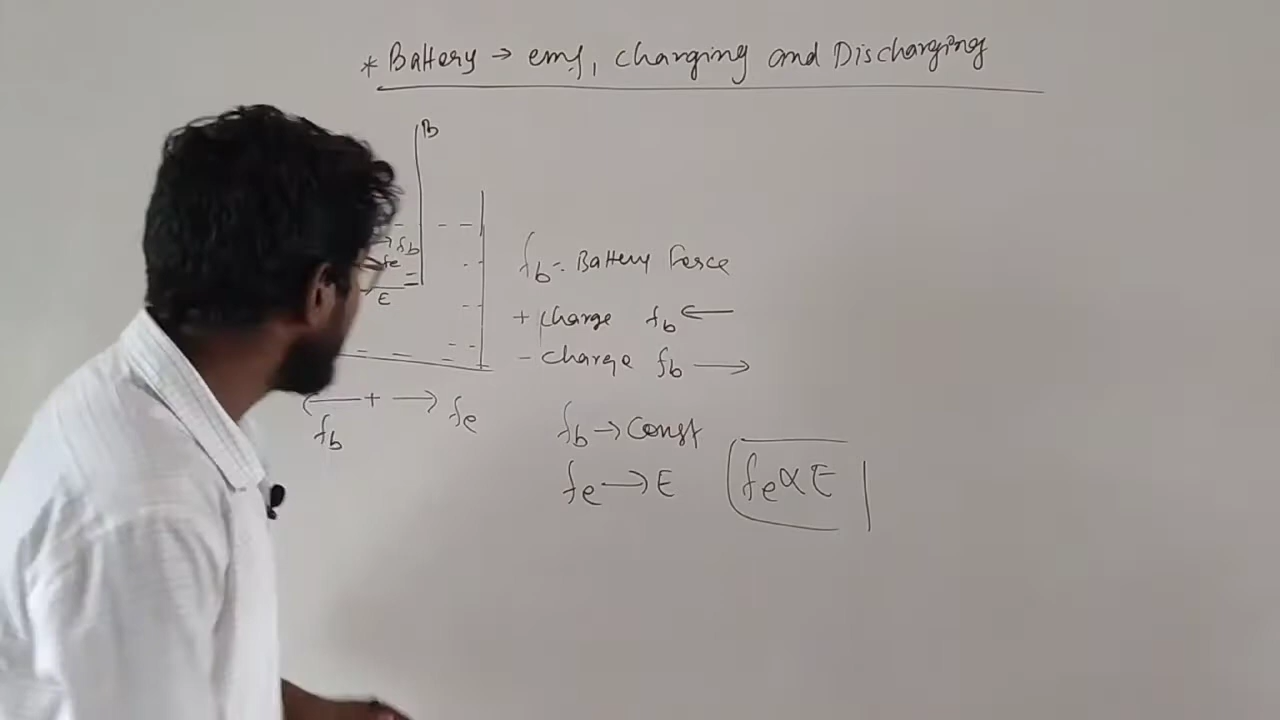 * Battery → emf, charging and Discharging
B
→ fb
fe
E
fb = Battery Force
+ charge fb ←
- charge fb →
← + →
fb fe
fb → Const
fe → E fe ∝ E